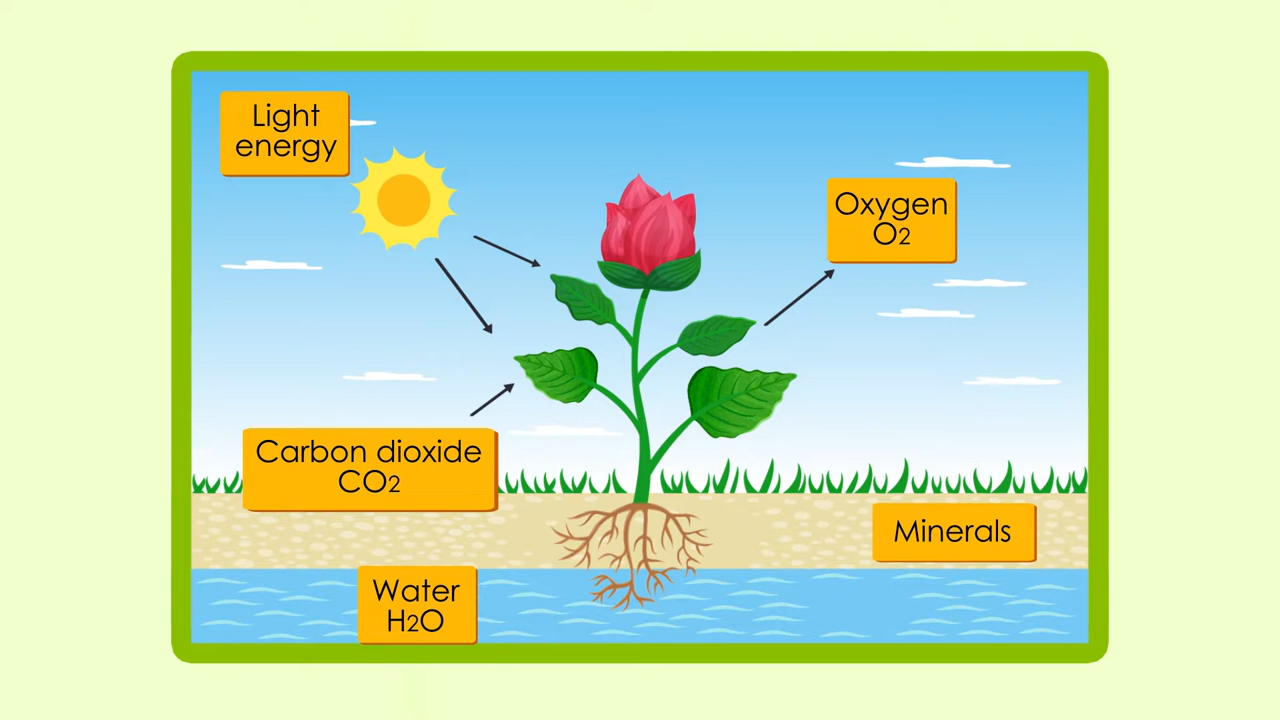 Light
energy
Oxygen
O2
Carbon dioxide
CO2
Minerals
Water
H2O